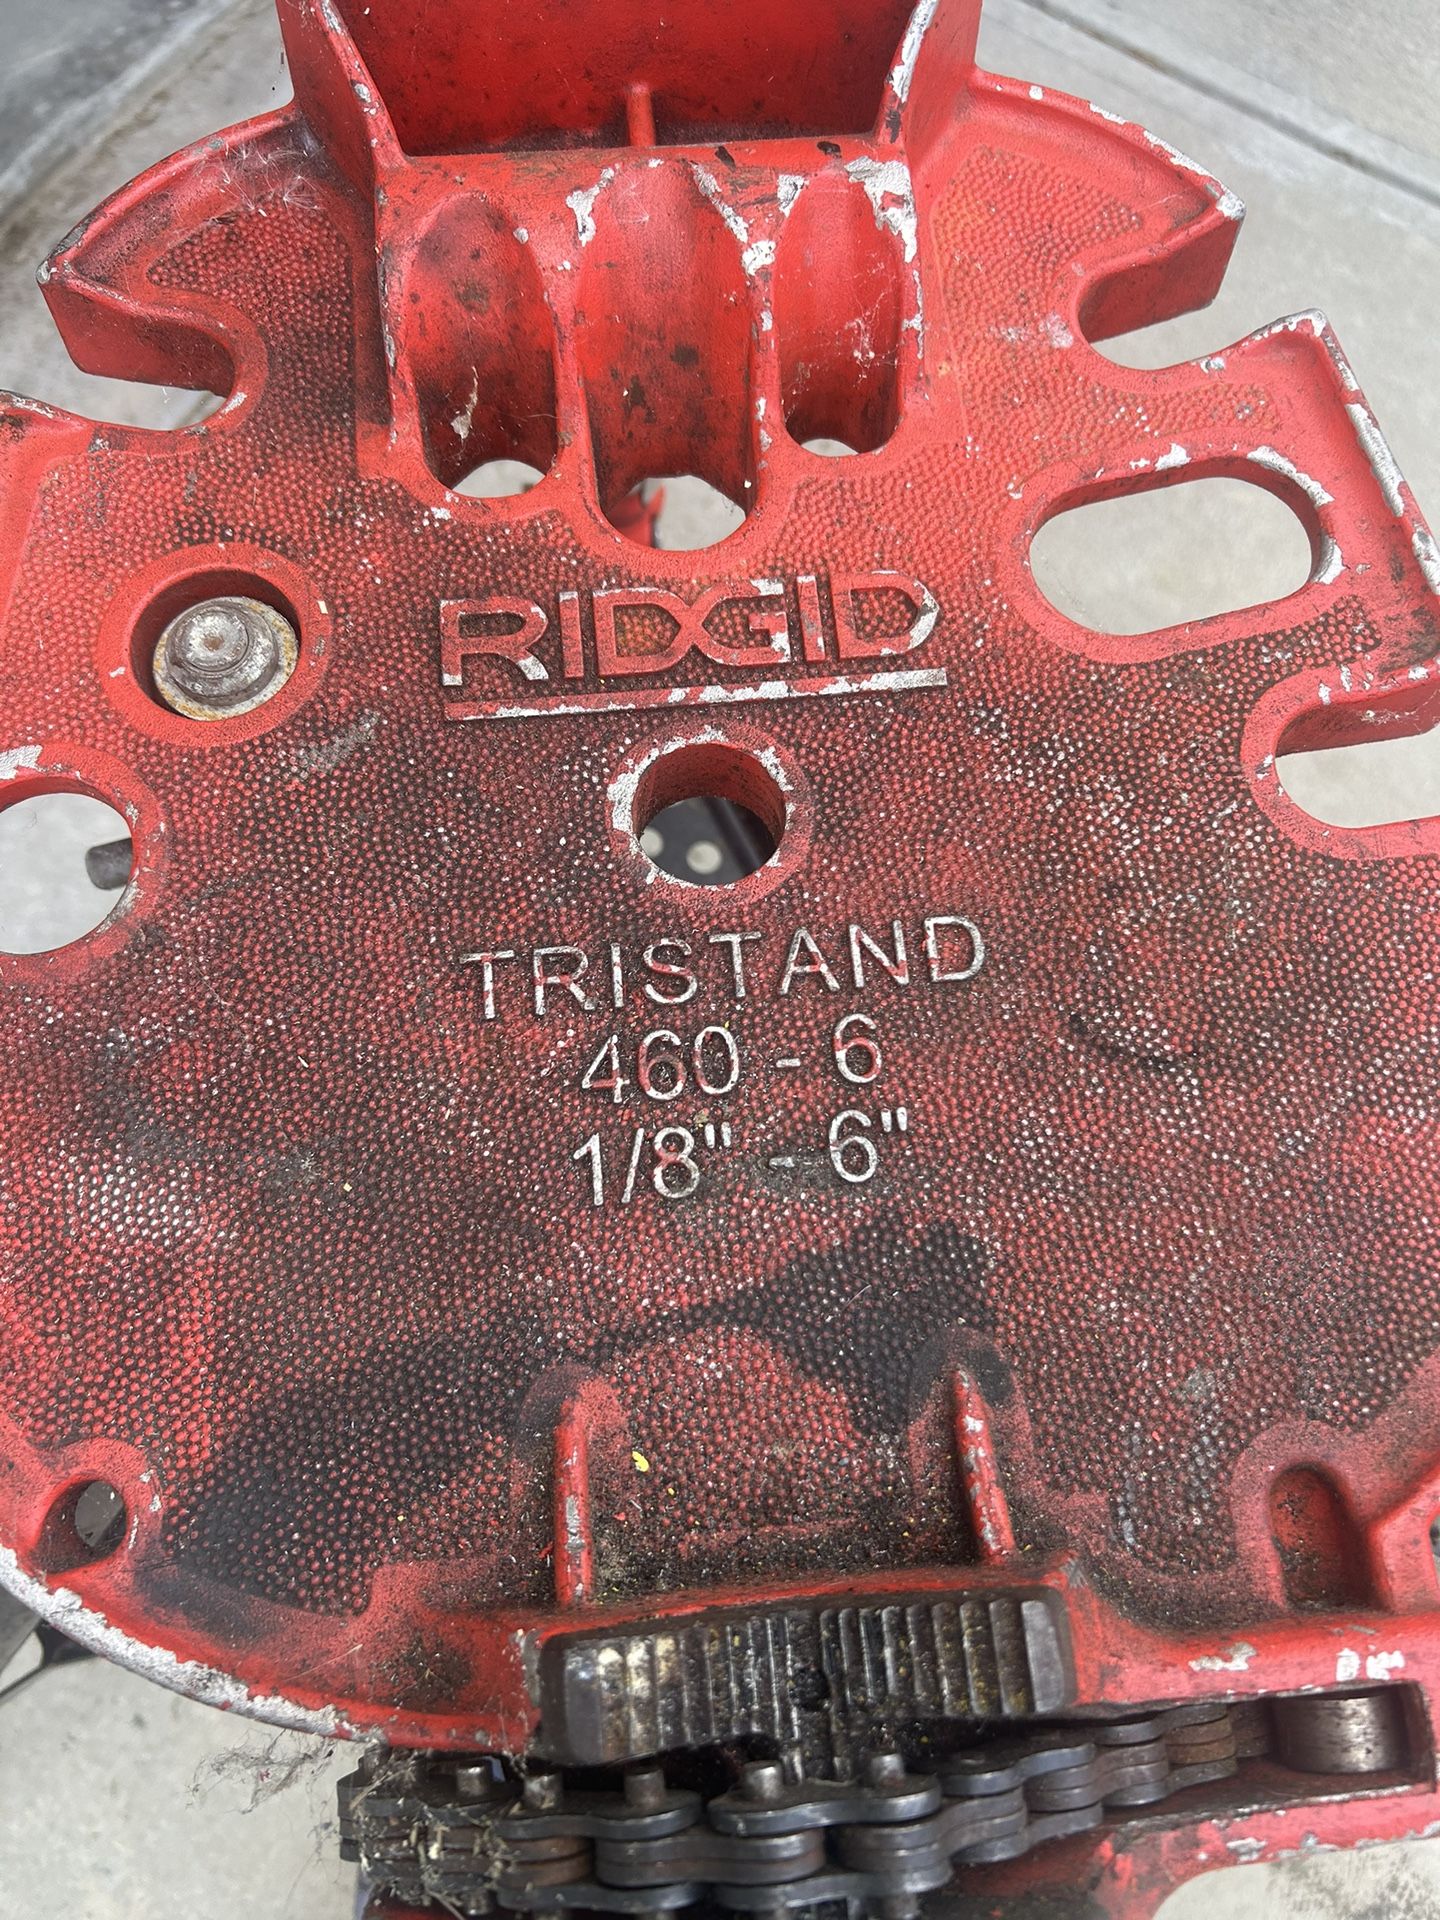 RIDGID
TRISTAND
460 - 6
1/8" - 6"